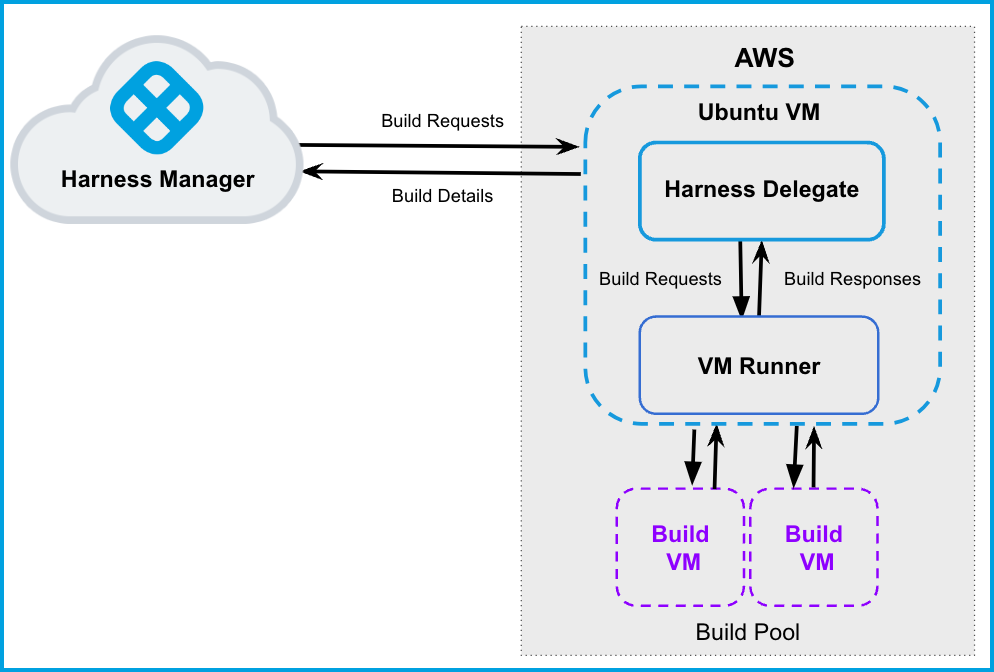 AWS
Ubuntu VM
Build Requests
Harness Manager
Harness Delegate
Build Details
Build Requests
Build Responses
VM Runner
Build
VM
Build
VM
Build Pool